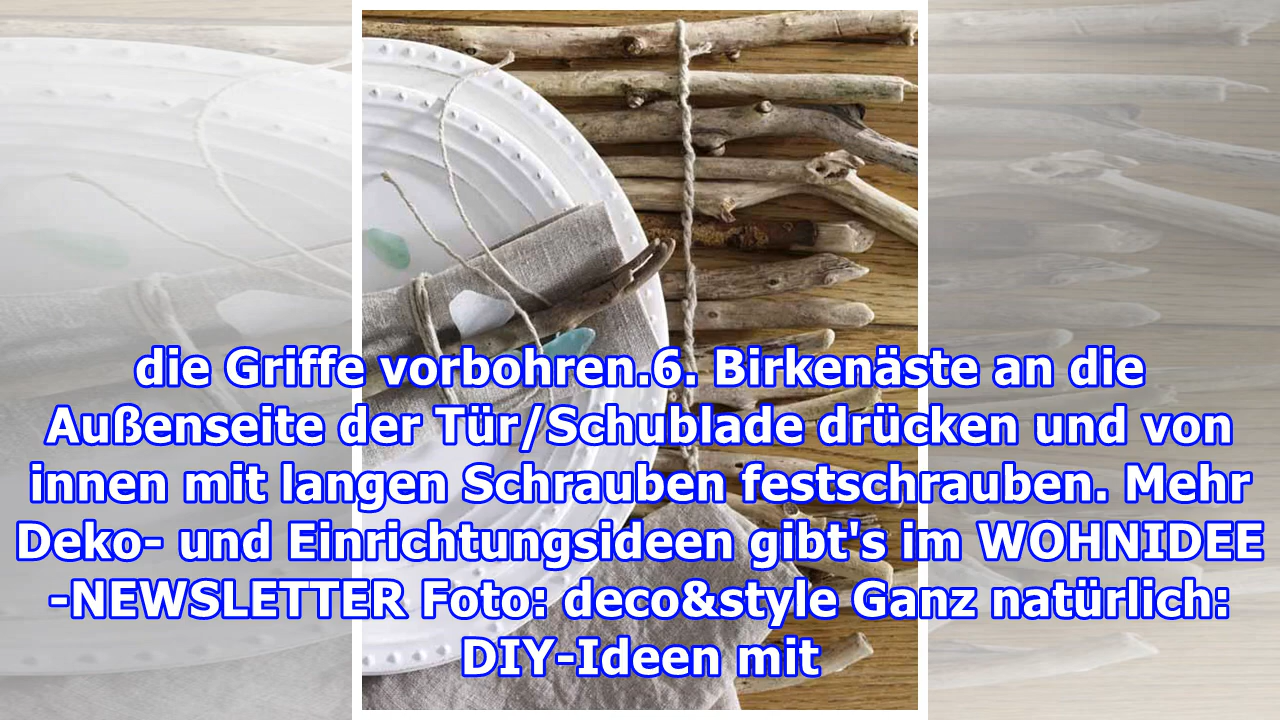 die Griffe vorbohren.6. Birkenäste an die
Außenseite der Tür/Schublade drücken und von
innen mit langen Schrauben festschrauben. Mehr
Deko- und Einrichtungsideen gibt's im WOHNIDEE
-NEWSLETTER Foto: deco&style Ganz natürlich:
DIY-Ideen mit